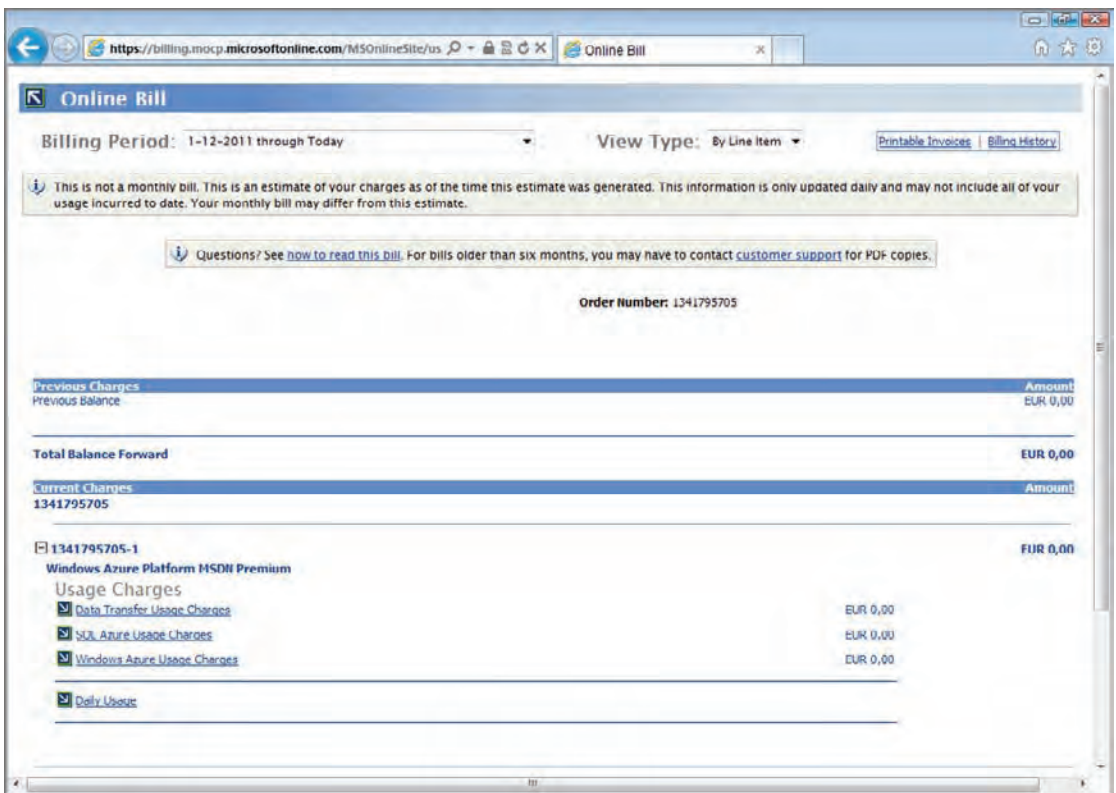 https://billing.mocp.microsoftonline.com/MSOnlineSite/us
Online Bill
Online Bill
Billing Period: 1-12-2011 through Today
View Type: By Line Item
Printable Invoices | Billing History
This is not a monthly bill. This is an estimate of your charges as of the time this estimate was generated. This information is only updated daily and may not include all of your
usage incurred to date. Your monthly bill may differ from this estimate.
Questions? See how to read this bill. For bills older than six months, you may have to contact customer support for PDF copies.
Order Number: 1341795705
Previous Charges Amount
Previous Balance EUR 0,00
Total Balance Forward EUR 0,00
Current Charges Amount
1341795705
1341795705-1 EUR 0,00
Windows Azure Platform MSDN Premium
Usage Charges
Data Transfer Usage Charges EUR 0,00
SQL Azure Usage Charges EUR 0,00
Windows Azure Usage Charges EUR 0,00
Daily Usage